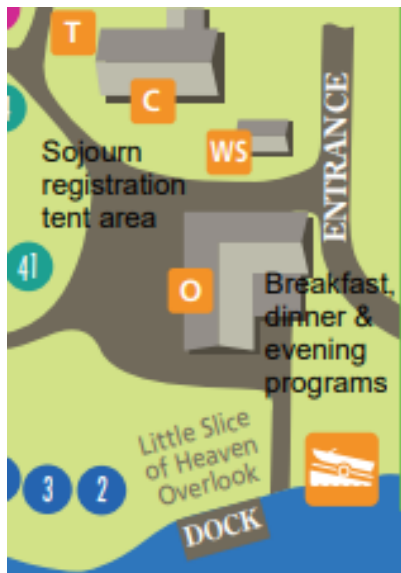 T
C
WS
ENTRANCE
Sojourn
registration
tent area
41
O
Breakfast,
dinner &
evening
programs
Little Slice
of Heaven
Overlook
3
2
DOCK